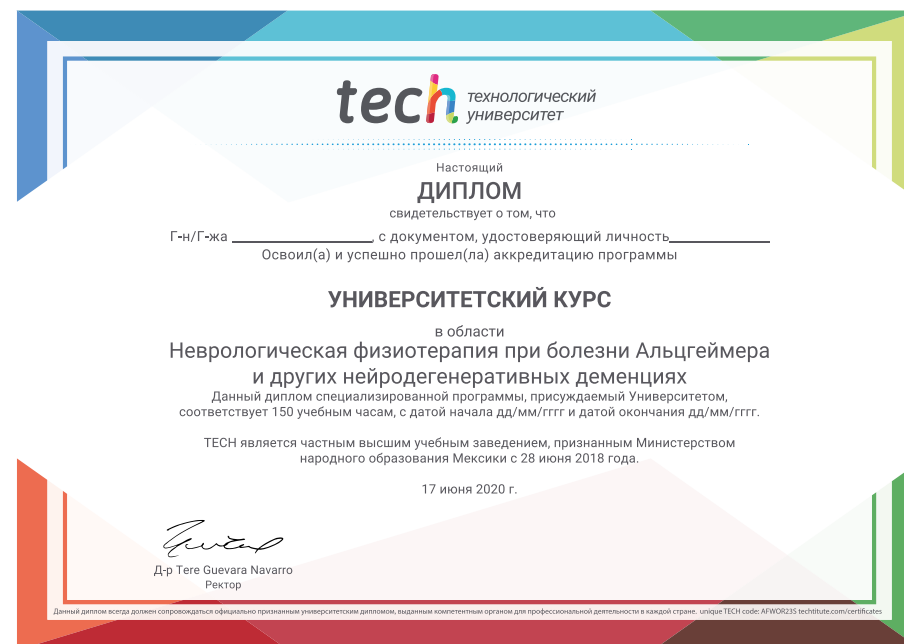 tech технологический
университет
Настоящий
ДИПЛОМ
свидетельствует о том, что
Г-н/Г-жа ____________, с документом, удостоверяющий личность____________
Освоил(а) и успешно прошел(ла) аккредитацию программы
УНИВЕРСИТЕТСКИЙ КУРС
в области
Неврологическая физиотерапия при болезни Альцгеймера
и других нейродегенеративных деменциях
Данный диплом специализированной программы, присуждаемый Университетом,
соответствует 150 учебным часам, с датой начала дд/мм/гггг и датой окончания дд/мм/гггг.
TECH является частным высшим учебным заведением, признанным Министерством
народного образования Мексики с 28 июня 2018 года.
17 июня 2020 г.
Д-р Tere Guevara Navarro
Ректор
Данный диплом всегда должен сопровождаться официально признанным университетским дипломом, выданным компетентным органом для профессиональной деятельности в каждой стране. unique TECH code: AFWOR23S techtitute.com/certificates